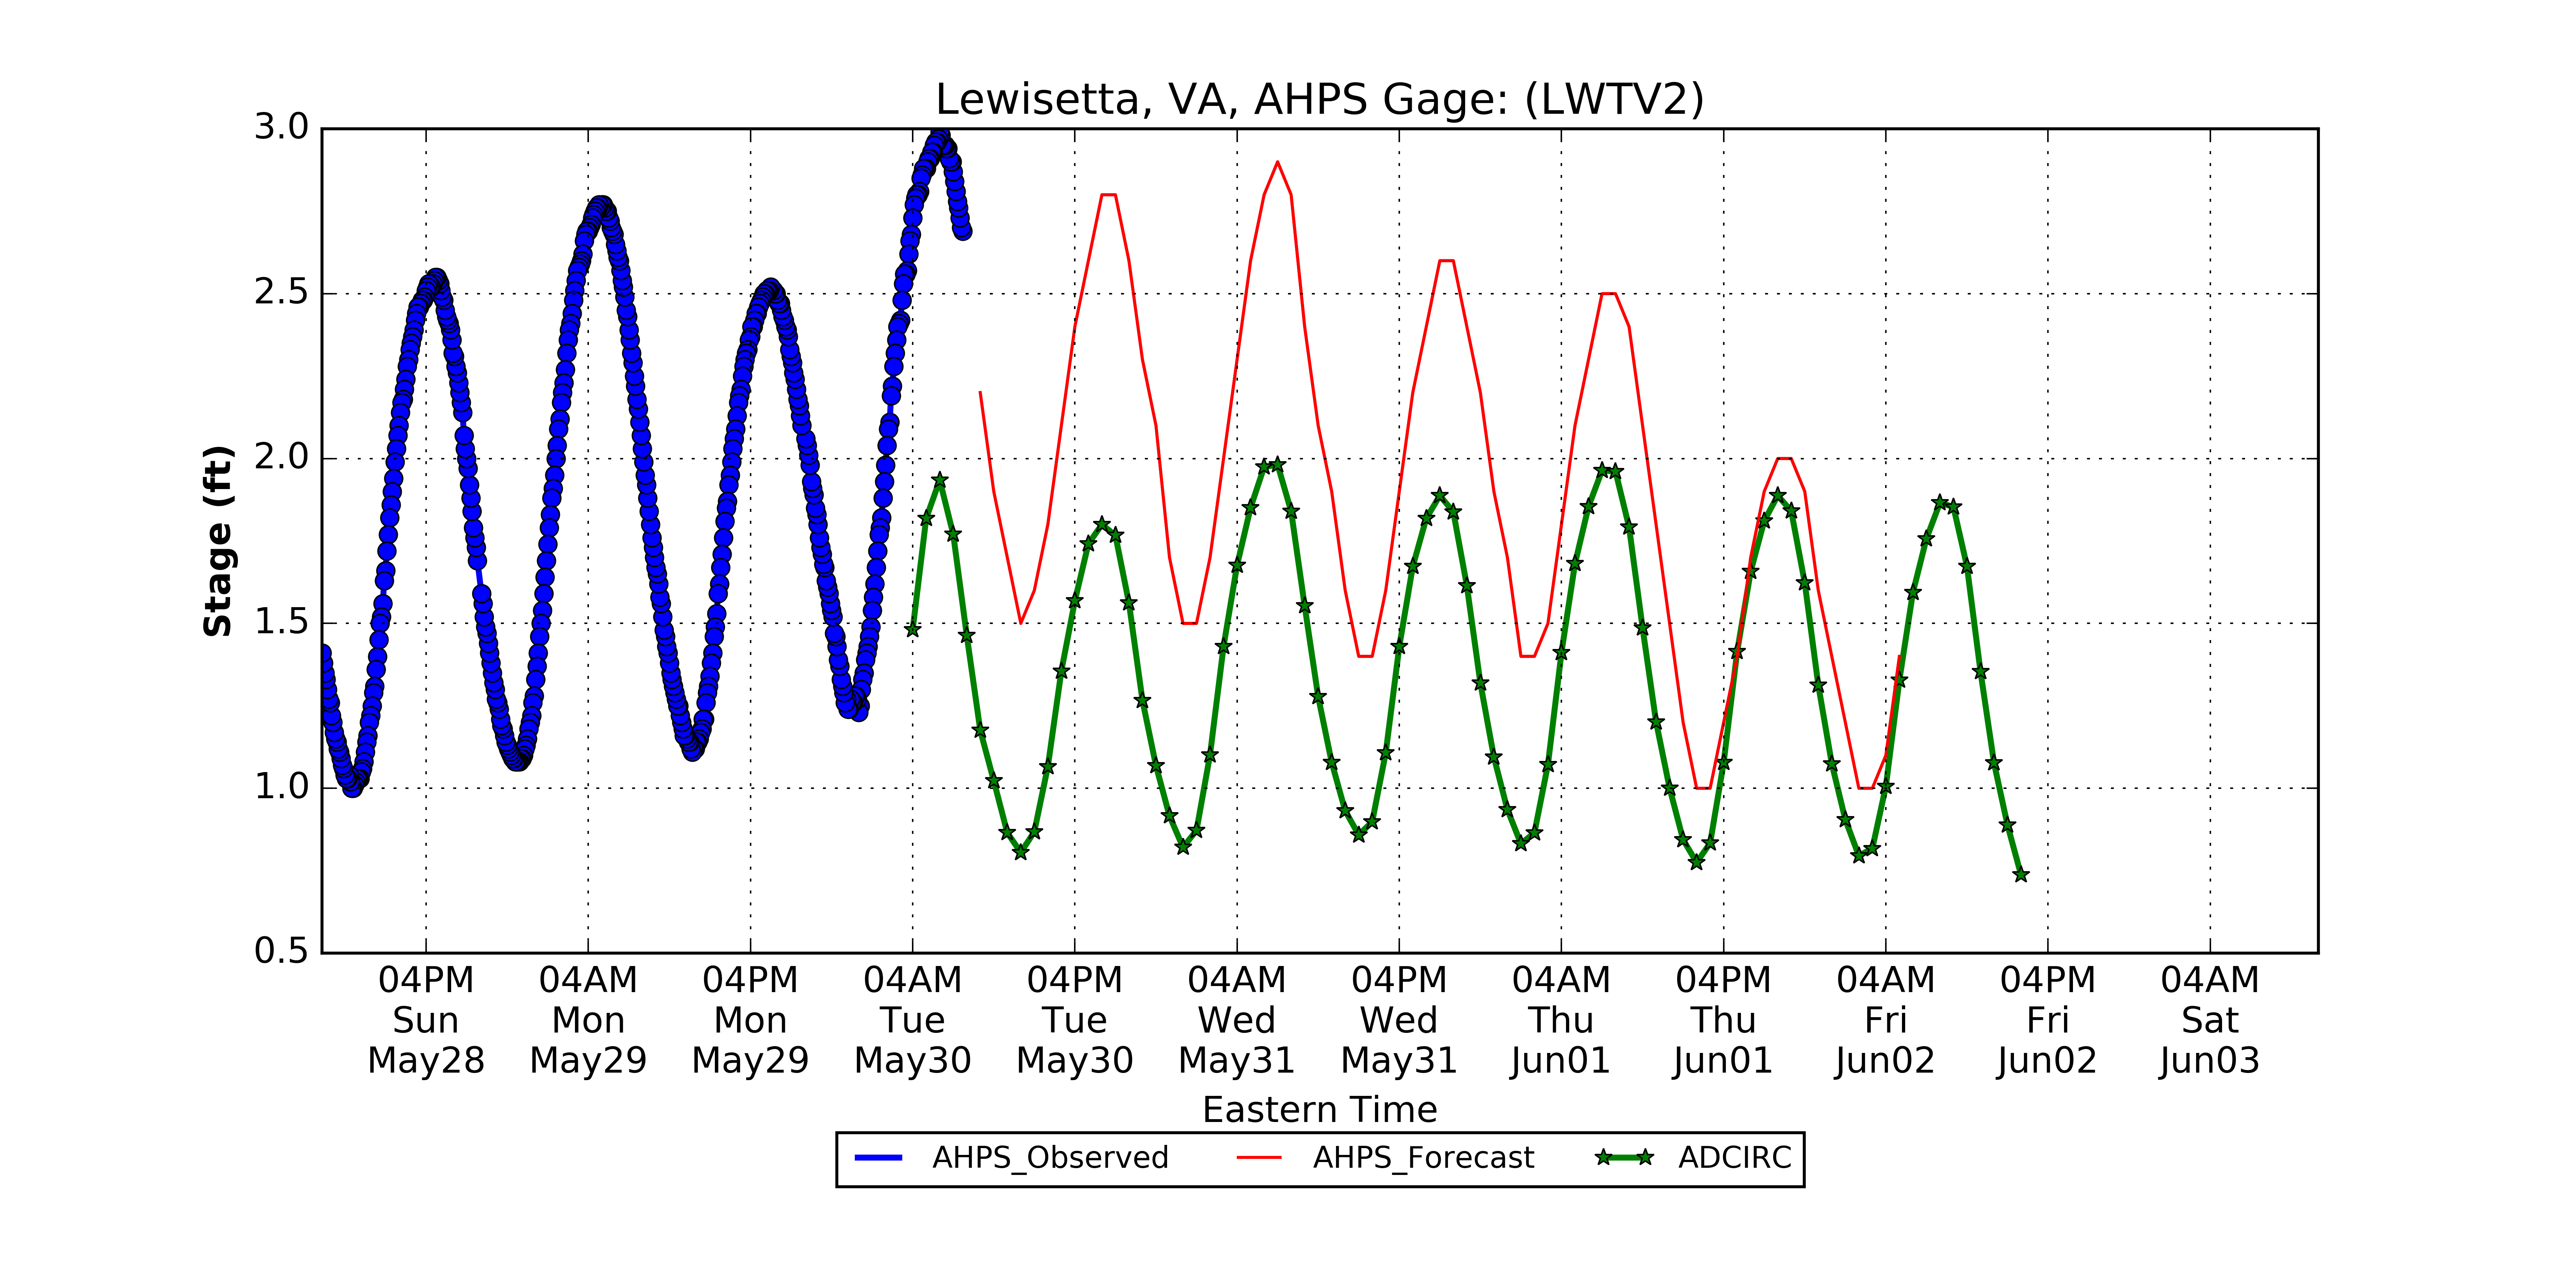 Lewisetta, VA, AHPS Gage: (LWTV2)
Stage (ft)
3.0
2.5
2.0
1.5
1.0
0.5
04PM 04AM 04PM 04AM 04PM 04AM 04PM 04AM 04PM 04AM 04PM 04AM
Sun Mon Mon Tue Tue Wed Wed Thu Thu Fri Fri Sat
May28 May29 May29 May30 May30 May31 May31 Jun01 Jun01 Jun02 Jun02 Jun03
Eastern Time
AHPS_Observed AHPS_Forecast ADCIRC